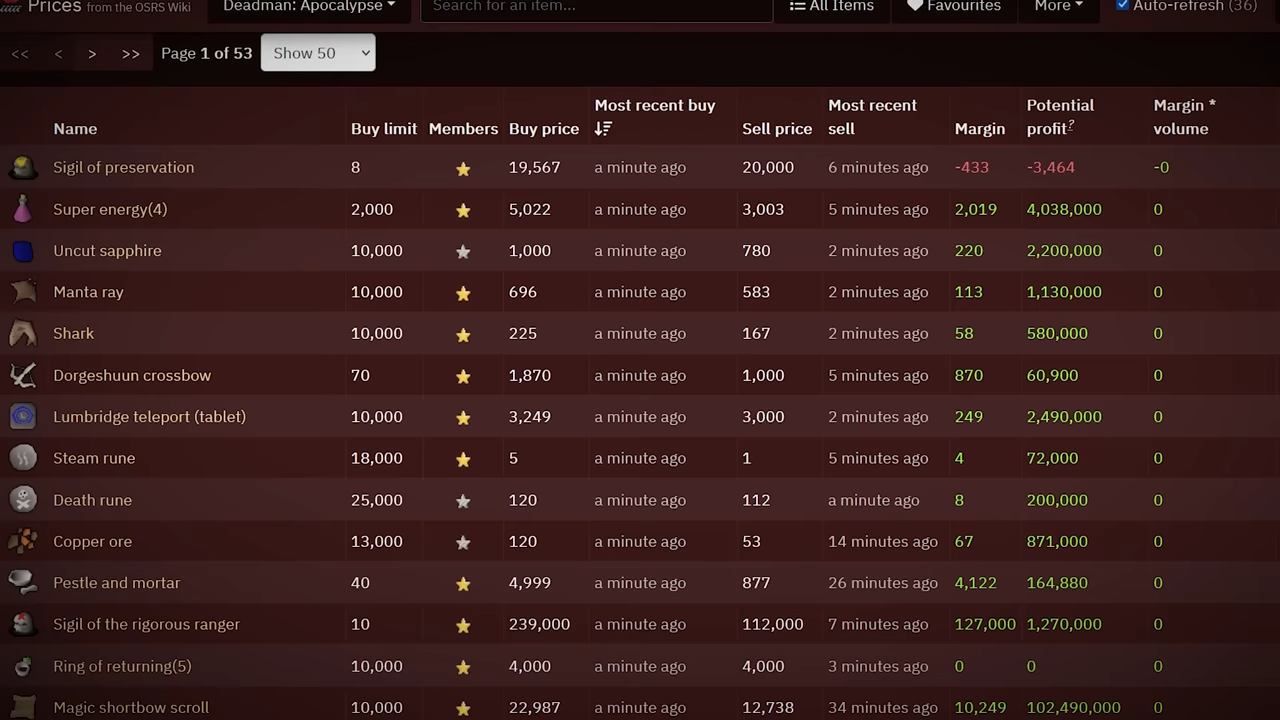 Prices from the OSRS Wiki Deadman: Apocalypse Search for an item... All Items Favourites More Auto-refresh (36)
<< < > >> Page 1 of 53 Show 50
Name Buy limit Members Buy price Most recent buy Sell price Most recent sell Margin Potential profit? Margin * volume
Sigil of preservation 8 19,567 a minute ago 20,000 6 minutes ago -433 -3,464 -0
Super energy(4) 2,000 5,022 a minute ago 3,003 5 minutes ago 2,019 4,038,000 0
Uncut sapphire 10,000 1,000 a minute ago 780 2 minutes ago 220 2,200,000 0
Manta ray 10,000 696 a minute ago 583 2 minutes ago 113 1,130,000 0
Shark 10,000 225 a minute ago 167 2 minutes ago 58 580,000 0
Dorgeshuun crossbow 70 1,870 a minute ago 1,000 5 minutes ago 870 60,900 0
Lumbridge teleport (tablet) 10,000 3,249 a minute ago 3,000 2 minutes ago 249 2,490,000 0
Steam rune 18,000 5 a minute ago 1 5 minutes ago 4 72,000 0
Death rune 25,000 120 a minute ago 112 a minute ago 8 200,000 0
Copper ore 13,000 120 a minute ago 53 14 minutes ago 67 871,000 0
Pestle and mortar 40 4,999 a minute ago 877 26 minutes ago 4,122 164,880 0
Sigil of the rigorous ranger 10 239,000 a minute ago 112,000 7 minutes ago 127,000 1,270,000 0
Ring of returning(5) 10,000 4,000 a minute ago 4,000 3 minutes ago 0 0 0
Magic shortbow scroll 10,000 22,987 a minute ago 12,738 34 minutes ago 10,249 102,490,000 0